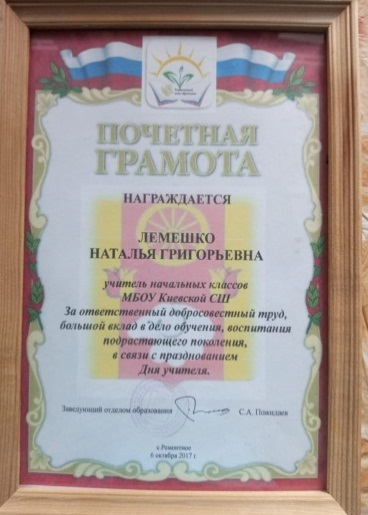 ПОЧЕТНАЯ
ГРАМОТА
НАГРАЖДАЕТСЯ
ЛЕМЕШКО
НАТАЛЬЯ ГРИГОРЬЕВНА
учитель начальных классов
МБОУ Киевской СШ
За ответственный добросовестный труд,
большой вклад в дело обучения, воспитания
подрастающего поколения,
в связи с празднованием
Дня учителя.
Заведующий отделом образования С.А. Пожидаев
с.Ремонтное
6 октября 2017 г.